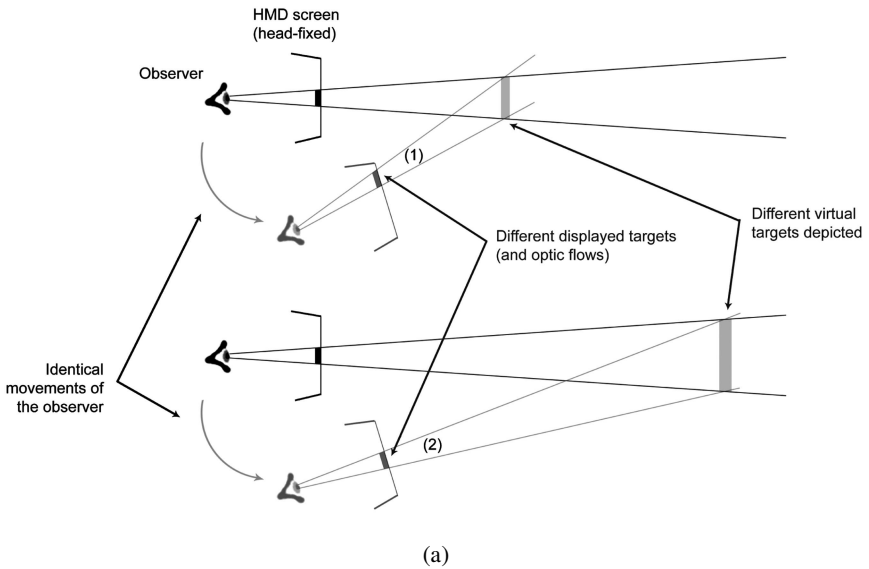 HMD screen
(head-fixed)
Observer
(1)
Different virtual
targets depicted
Different displayed targets
(and optic flows)
Identical
movements of
the observer
(2)
(a)